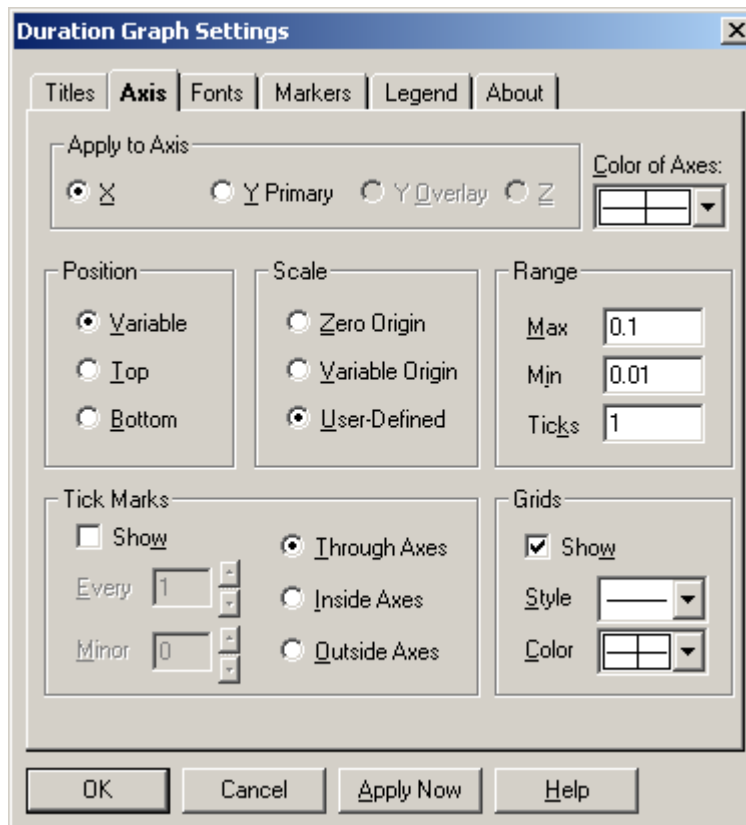 Duration Graph Settings
Titles Axis Fonts Markers Legend About
Apply to Axis
X Y Primary Y Overlay Z
Color of Axes:
Position
Variable
Top
Bottom
Scale
Zero Origin
Variable Origin
User-Defined
Range
Max 0.1
Min 0.01
Ticks 1
Tick Marks
Show
Every 1
Minor 0
Through Axes
Inside Axes
Outside Axes
Grids
Show
Style
Color
OK Cancel Apply Now Help